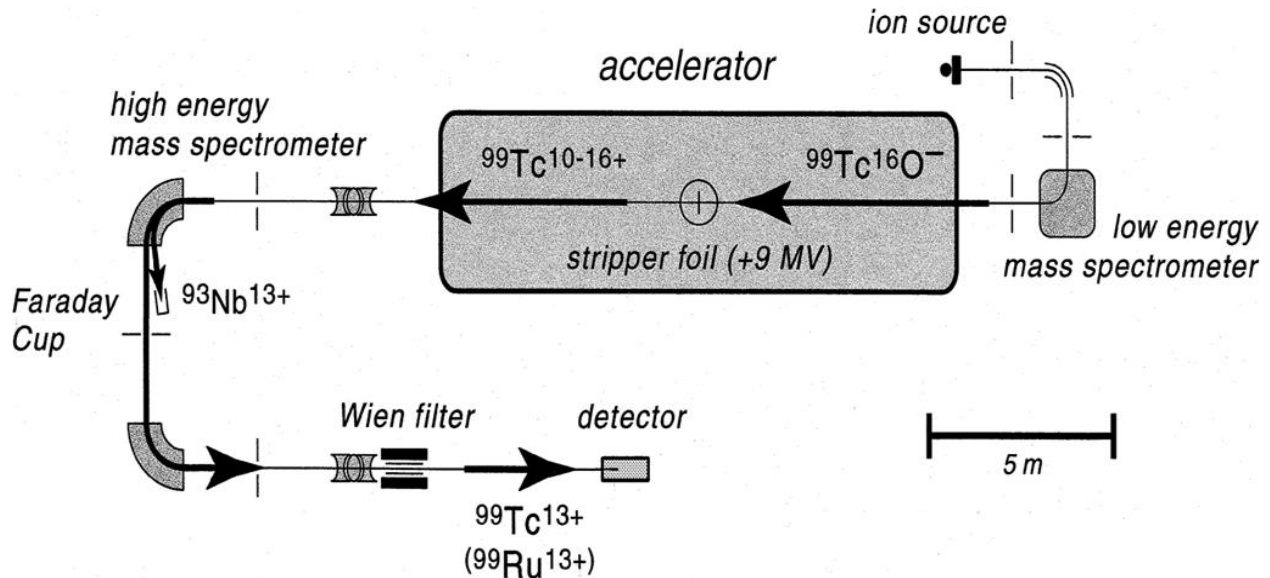 ion source
accelerator
high energy
mass spectrometer
⁹⁹Tc¹⁰⁻¹⁶⁺
⁹⁹Tc¹⁶O⁻
stripper foil (+9 MV)
low energy
mass spectrometer
⁹³Nb¹³⁺
Faraday
Cup
Wien filter
detector
5 m
⁹⁹Tc¹³⁺
(⁹⁹Ru¹³⁺)